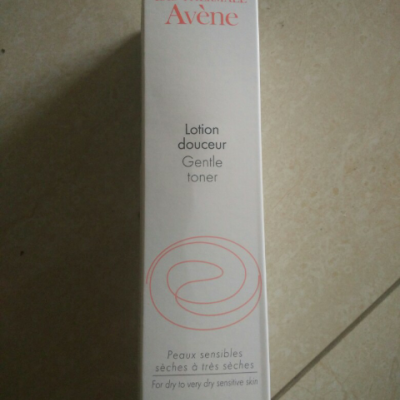 Avène
Lotion
douceur
Gentle
toner
Peaux sensibles
sèches à très sèches
For dry to very dry sensitive skin